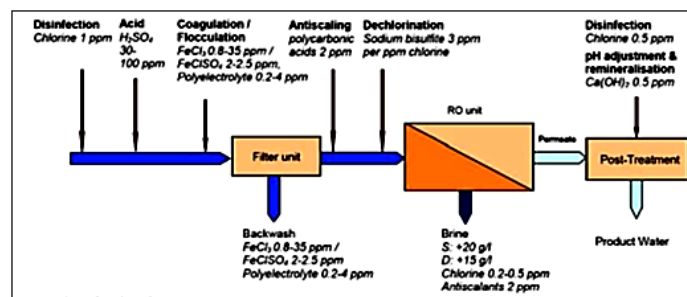 Disinfection
Chlorine 1 ppm
Acid
H₂SO₄
30-
100 ppm
Coagulation /
Flocculation
FeCl₃ 0.8-35 ppm /
FeClSO₄ 2-2.5 ppm,
Polyelectrolyte 0.2-4 ppm
Antiscaling
polycarbonic
acids 2 ppm
Dechlorination
Sodium bisulfite 3 ppm
per ppm chlorine
Disinfection
Chlorine 0.5 ppm
pH adjustment &
remineralisation
Ca(OH)₂ 0.5 ppm
RO unit
Filter unit
Permeate
Post-Treatment
Backwash
FeCl₃ 0.8-35 ppm /
FeClSO₄ 2-2.5 ppm
Polyelectrolyte 0.2-4 ppm
Brine
S: +20 g/l
D: +15 g/l
Chlorine 0.2-0.5 ppm
Antiscalants 2 ppm
Product Water